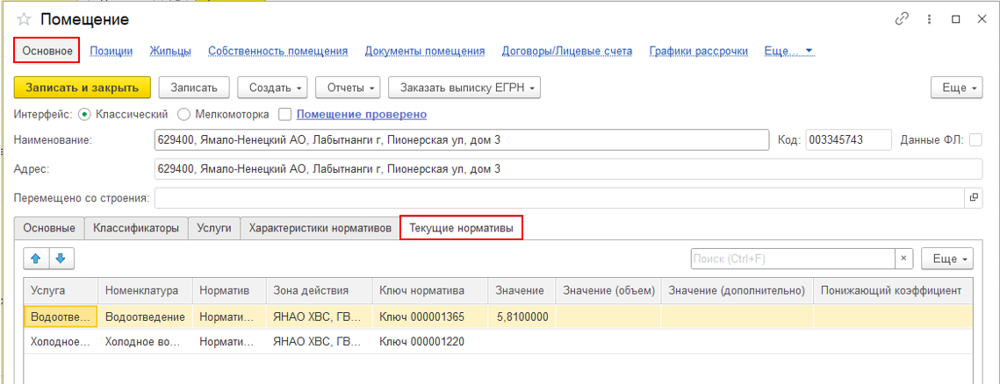 Помещение
Основное Позиции Жильцы Собственность помещения Документы помещения Договоры/Лицевые счета Графики рассрочки Еще...
Записать и закрыть Записать Создать Отчеты Заказать выписку ЕГРН Еще
Интерфейс: Классический Мелкомоторка Помещение проверено
Наименование: 629400, Ямало-Ненецкий АО, Лабытнанги г, Пионерская ул, дом 3 Код: 003345743 Данные ФЛ:
Адрес: 629400, Ямало-Ненецкий АО, Лабытнанги г, Пионерская ул, дом 3
Перемещено со строения:
Основные Классификаторы Услуги Характеристики нормативов Текущие нормативы
Поиск (Ctrl+F) × Еще
Услуга Номенклатура Норматив Зона действия Ключ норматива Значение Значение (объем) Значение (дополнительно) Понижающий коэффициент
Водоотве... Водоотведение Нормати... ЯНАО ХВС, ГВ... Ключ 000001365 5,8100000
Холодное... Холодное во... Нормати... ЯНАО ХВС, ГВ... Ключ 000001220